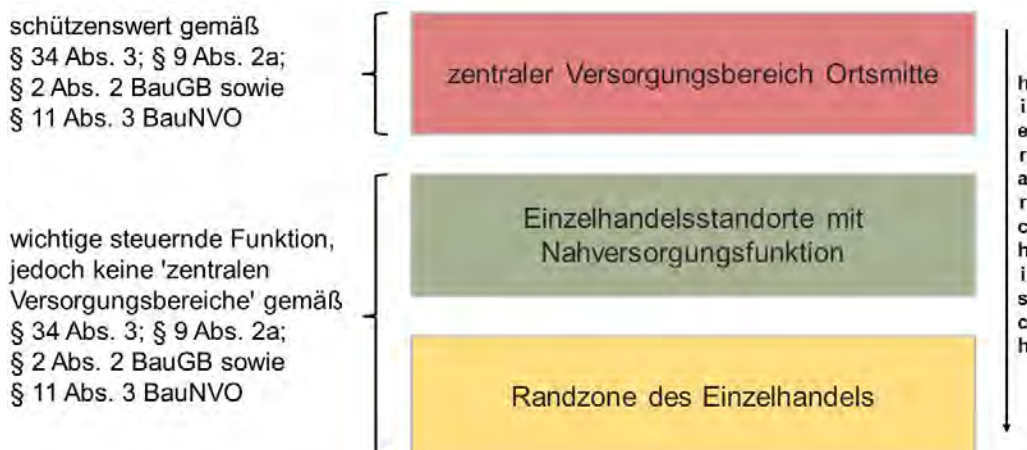 schützenswert gemäß
§ 34 Abs. 3; § 9 Abs. 2a;
§ 2 Abs. 2 BauGB sowie
§ 11 Abs. 3 BauNVO
zentraler Versorgungsbereich Ortsmitte
wichtige steuernde Funktion,
jedoch keine 'zentralen
Versorgungsbereiche' gemäß
§ 34 Abs. 3; § 9 Abs. 2a;
§ 2 Abs. 2 BauGB sowie
§ 11 Abs. 3 BauNVO
Einzelhandelsstandorte mit
Nahversorgungsfunktion
Randzone des Einzelhandels
hierarchisch